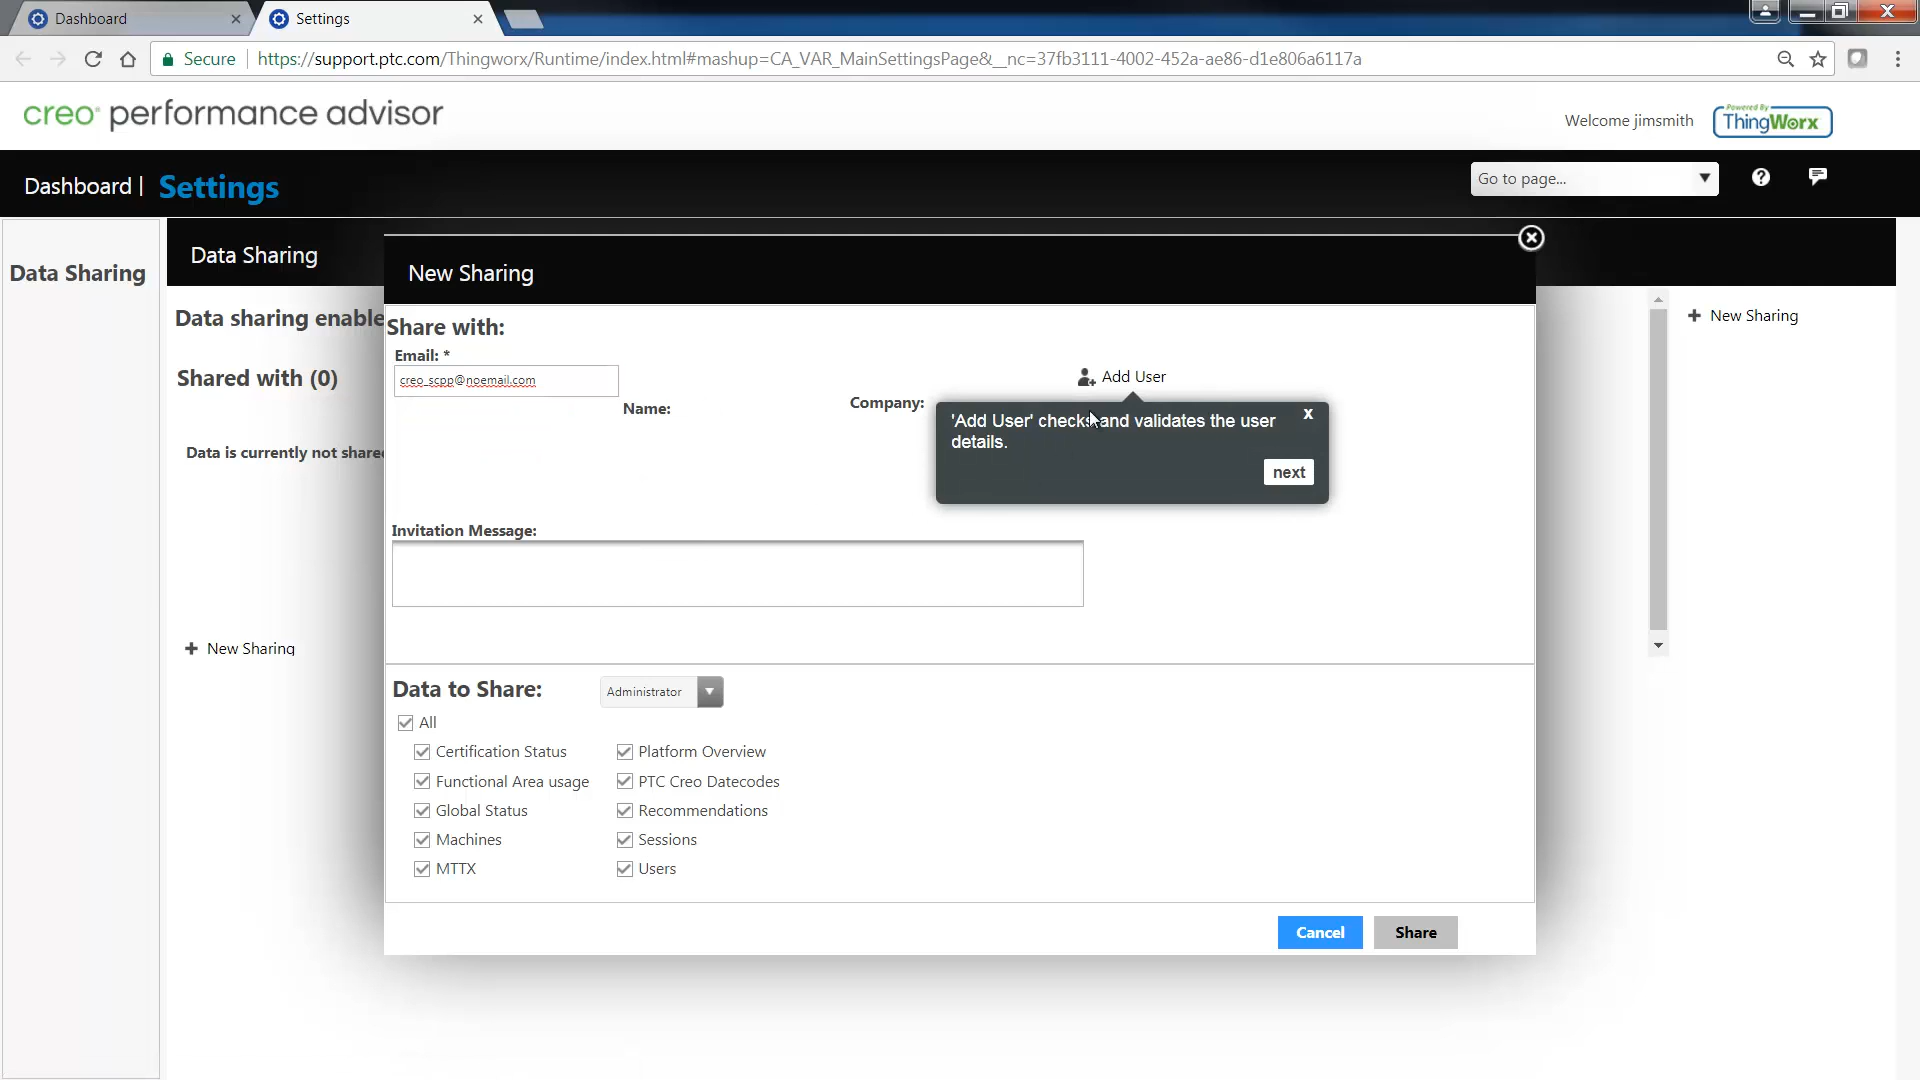 Dashboard
Settings
Secure
https://support.ptc.com/Thingworx/Runtime/index.html#mashup=CA_VAR_MainSettingsPage&__nc=37fb3111-4002-452a-ae86-d1e806a6117a
creo® performance advisor
Welcome jimsmith
Powered By
ThingWorx
Dashboard |
Settings
Go to page...
Data Sharing
Data Sharing
New Sharing
Data sharing enable
Shared with (0)
Data is currently not share
+ New Sharing
+ New Sharing
Share with:
Email: *
creo_scpp@noemail.com
Name:
Company:
Add User
'Add User' checks and validates the user
details.
x
next
Invitation Message:
Data to Share:
Administrator
All
Certification Status
Platform Overview
Functional Area usage
PTC Creo Datecodes
Global Status
Recommendations
Machines
Sessions
MTTX
Users
Cancel
Share